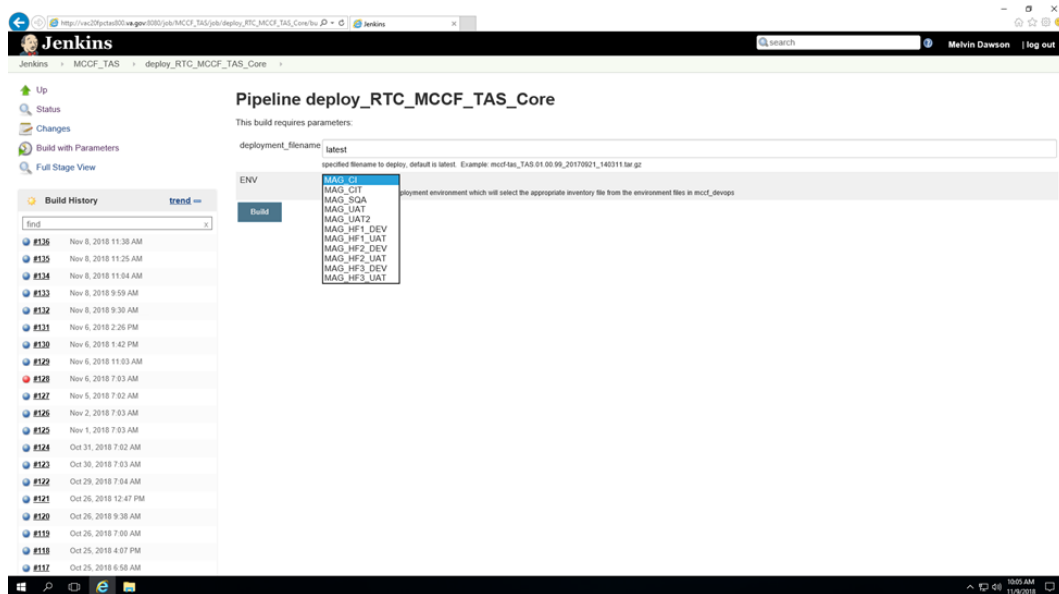 http://vac20fpctas800.va.gov:8080/job/MCCF_TAS/job/deploy_RTC_MCCF_TAS_Core/bu
Jenkins
Jenkins
search
Melvin Dawson | log out
Jenkins MCCF_TAS deploy_RTC_MCCF_TAS_Core
Up
Status
Changes
Build with Parameters
Full Stage View
Build History trend
find x
#136 Nov 8, 2018 11:38 AM
#135 Nov 8, 2018 11:25 AM
#134 Nov 8, 2018 11:04 AM
#133 Nov 8, 2018 9:59 AM
#132 Nov 8, 2018 9:30 AM
#131 Nov 6, 2018 2:26 PM
#130 Nov 6, 2018 1:42 PM
#129 Nov 6, 2018 11:03 AM
#128 Nov 6, 2018 7:03 AM
#127 Nov 5, 2018 7:02 AM
#126 Nov 2, 2018 7:03 AM
#125 Nov 1, 2018 7:03 AM
#124 Oct 31, 2018 7:02 AM
#123 Oct 30, 2018 7:03 AM
#122 Oct 29, 2018 7:04 AM
#121 Oct 26, 2018 12:47 PM
#120 Oct 26, 2018 9:38 AM
#119 Oct 26, 2018 7:00 AM
#118 Oct 25, 2018 4:07 PM
#117 Oct 25, 2018 6:58 AM
Pipeline deploy_RTC_MCCF_TAS_Core
This build requires parameters:
deployment_filename latest
specified filename to deploy, default is latest. Example: mccf-tas_TAS.01.00.99_20170921_140311.tar.gz
ENV
MAG_CI
MAG_CIT
ployment environment which will select the appropriate inventory file from the environment files in mccf_devops
MAG_SQA
MAG_UAT
MAG_UAT2
MAG_HF1_DEV
MAG_HF1_UAT
MAG_HF2_DEV
MAG_HF2_UAT
MAG_HF3_DEV
MAG_HF3_UAT
Build
10:05 AM
11/9/2018